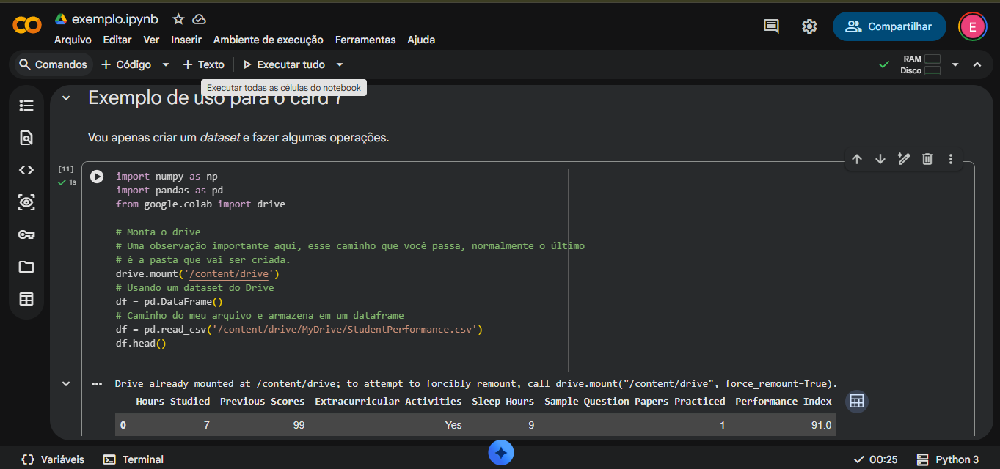 exemplo.ipynb
Arquivo Editar Ver Inserir Ambiente de execução Ferramentas Ajuda
Compartilhar
E
Comandos + Código + Texto Executar tudo
RAM
Disco
Executar todas as células do notebook
Exemplo de uso para o card 7
Vou apenas criar um dataset e fazer algumas operações.
[11]
1s
import numpy as np
import pandas as pd
from google.colab import drive
# Monta o drive
# Uma observação importante aqui, esse caminho que você passa, normalmente o último
# é a pasta que vai ser criada.
drive.mount('/content/drive')
# Usando um dataset do Drive
df = pd.DataFrame()
# Caminho do meu arquivo e armazena em um dataframe
df = pd.read_csv('/content/drive/MyDrive/StudentPerformance.csv')
df.head()
Drive already mounted at /content/drive; to attempt to forcibly remount, call drive.mount("/content/drive", force_remount=True).
Hours Studied Previous Scores Extracurricular Activities Sleep Hours Sample Question Papers Practiced Performance Index
0 7 99 Yes 9 1 91.0
Variáveis Terminal 00:25 Python 3